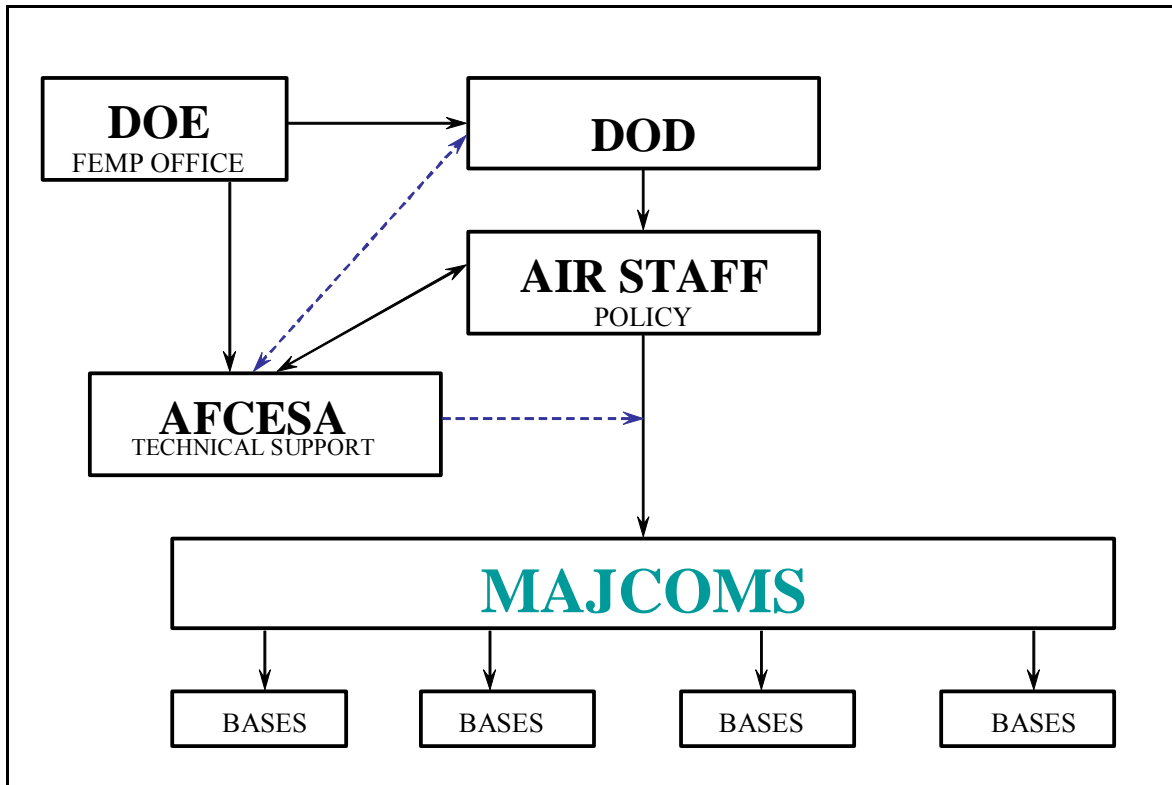 DOE
FEMP OFFICE
DOD
AIR STAFF
POLICY
AFCESA
TECHNICAL SUPPORT
MAJCOMS
BASES
BASES
BASES
BASES